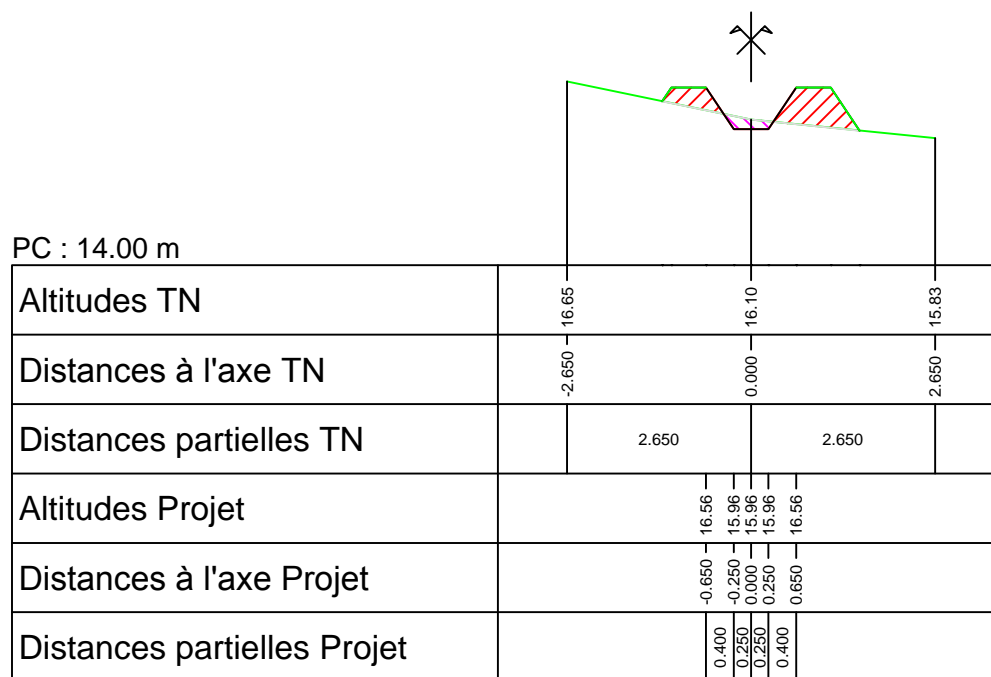 PC : 14.00 m
Altitudes TN
16.65 16.10 15.83
Distances à l'axe TN
-2.650 0.000 2.650
Distances partielles TN
2.650 2.650
Altitudes Projet
16.56 15.96 15.96 15.96 16.56
Distances à l'axe Projet
-0.650 -0.250 0.000 0.250 0.650
Distances partielles Projet
0.400 0.250 0.250 0.400